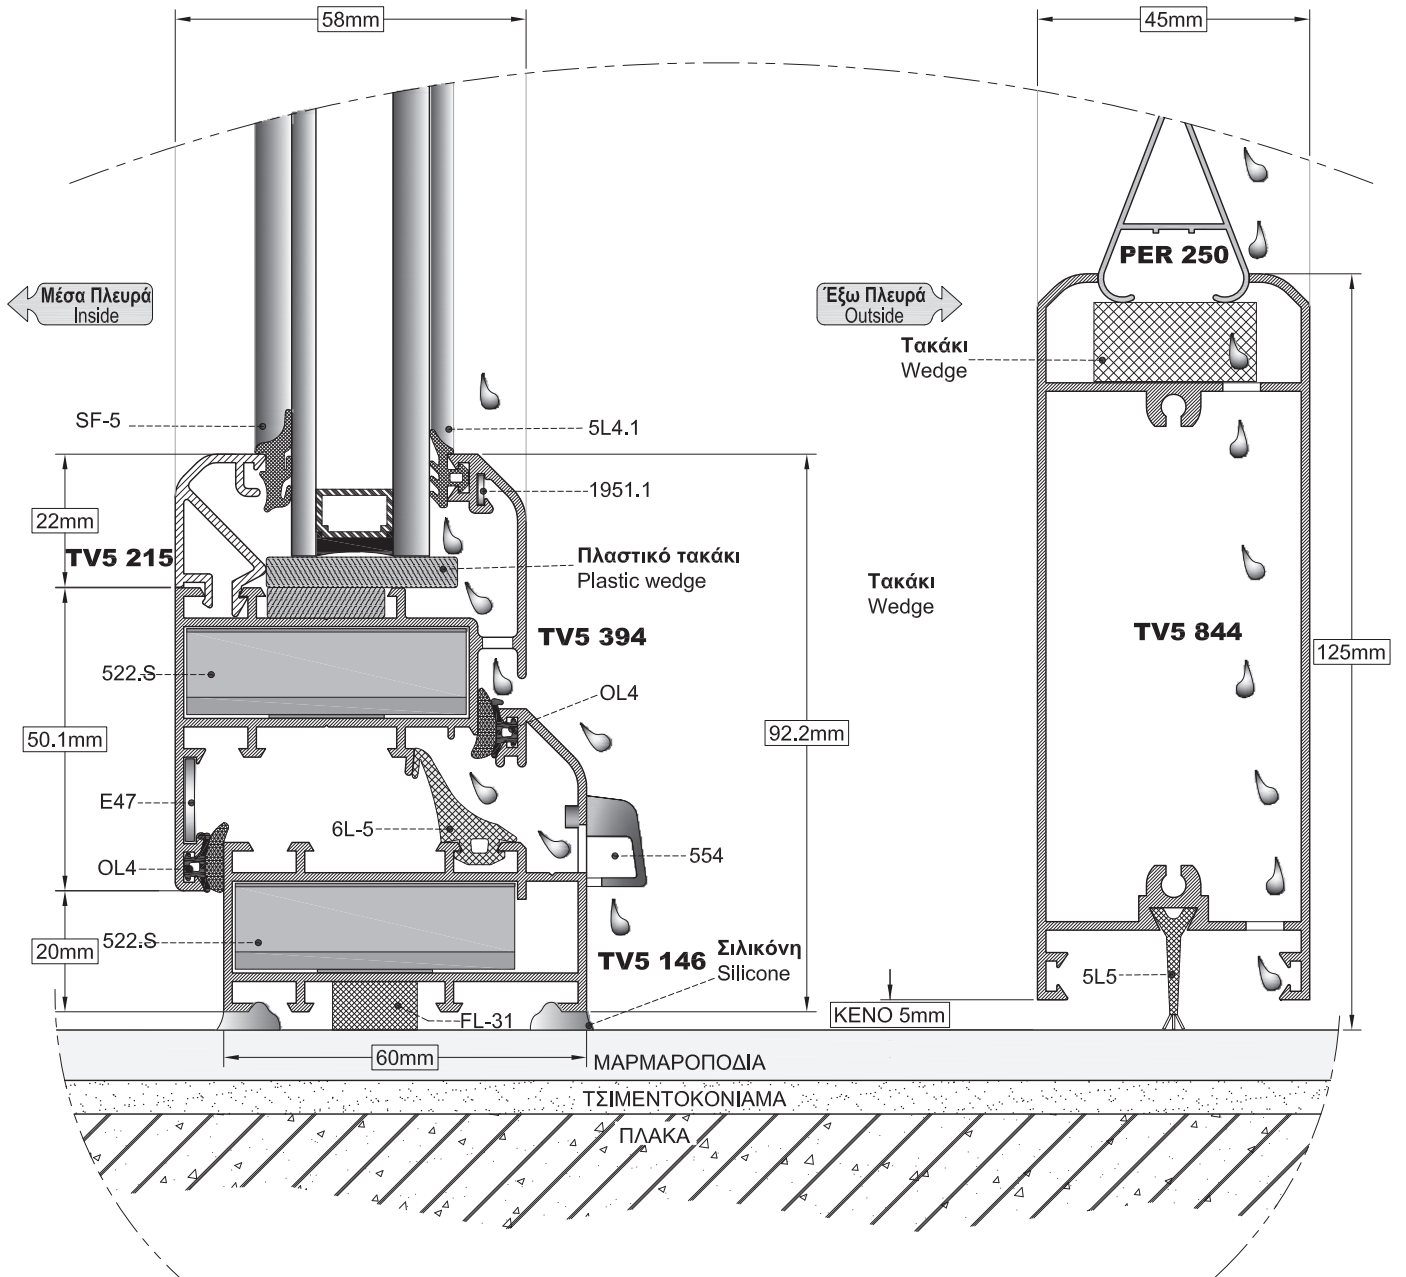 58mm
45mm
PER 250
Μέσα Πλευρά
Inside
Έξω Πλευρά
Outside
Τακάκι
Wedge
SF-5
5L4.1
1951.1
22mm
TV5 215
Πλαστικό τακάκι
Plastic wedge
Τακάκι
Wedge
TV5 394
TV5 844
125mm
522.S
OL4
50.1mm
92.2mm
E47
6L-5
554
OL4
522.S
20mm
TV5 146
Σιλικόνη
Silicone
5L5
FL-31
ΚΕΝΟ 5mm
60mm
ΜΑΡΜΑΡΟΠΟΔΙΑ
ΤΣΙΜΕΝΤΟΚΟΝΙΑΜΑ
ΠΛΑΚΑ